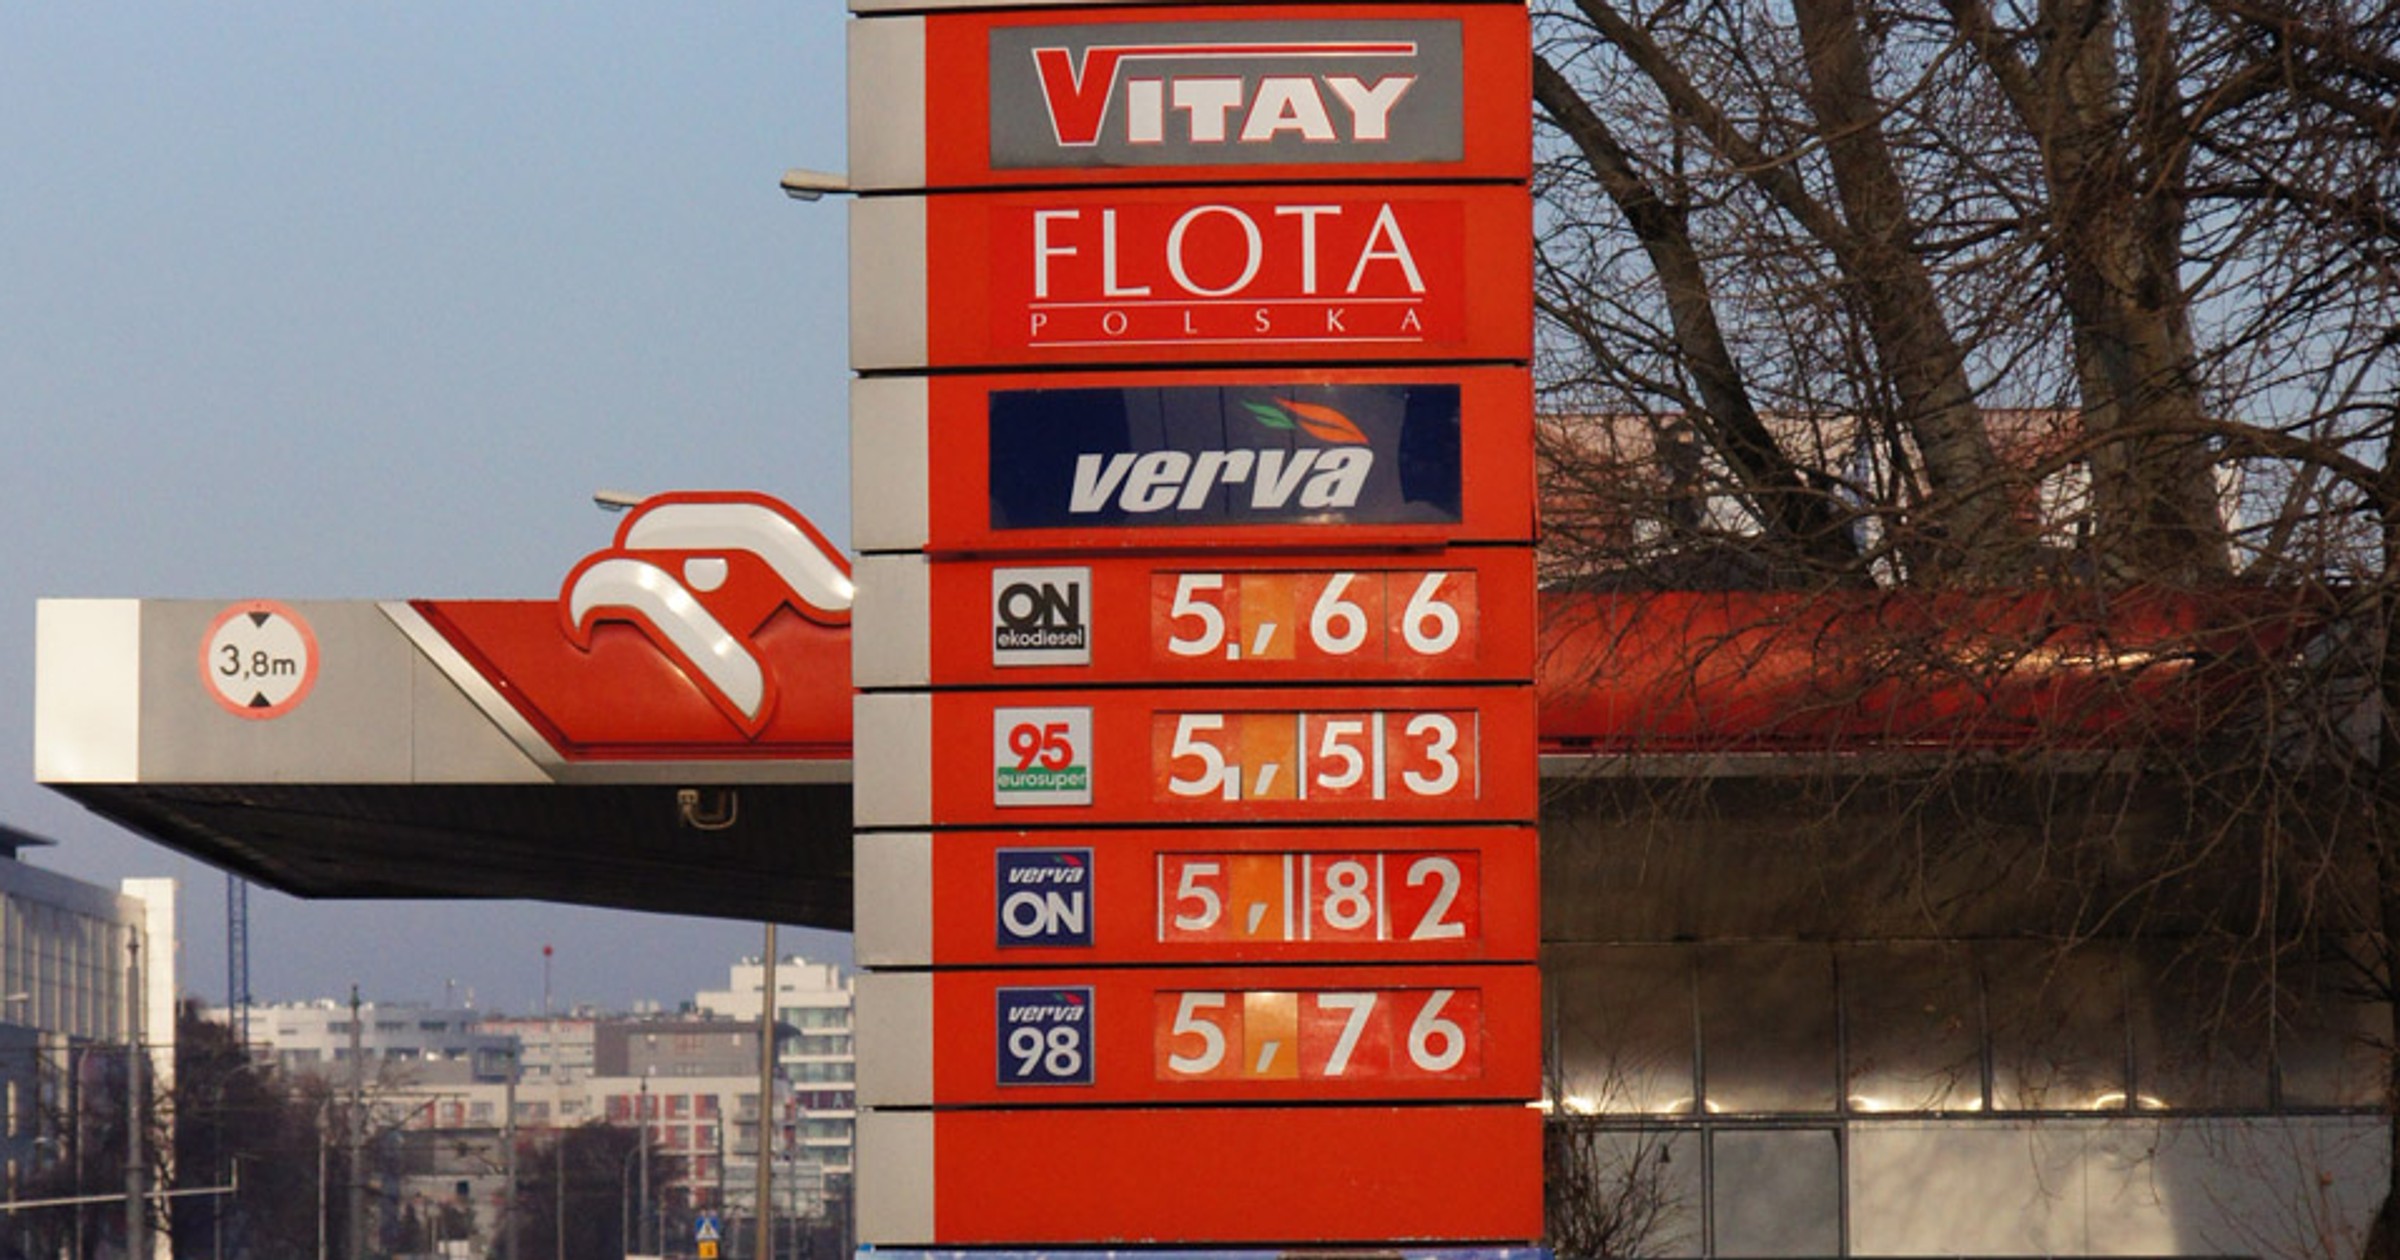 VITAY
FLOTA
POLSKA
verva
ON
ekodiesel
5,66
95
eurosuper
5,53
verva
ON
5,82
verva
98
5,76
3,8m